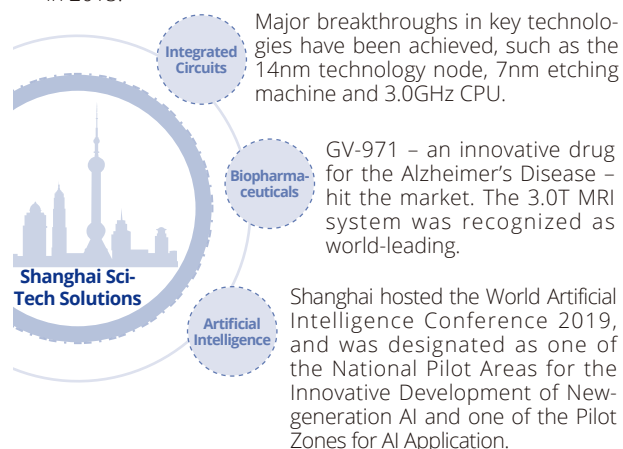 Integrated
Circuits
Major breakthroughs in key technolo-
gies have been achieved, such as the
14nm technology node, 7nm etching
machine and 3.0GHz CPU.
Biopharma-
ceuticals
GV-971 – an innovative drug
for the Alzheimer's Disease –
hit the market. The 3.0T MRI
system was recognized as
world-leading.
Shanghai Sci-
Tech Solutions
Artificial
Intelligence
Shanghai hosted the World Artificial
Intelligence Conference 2019,
and was designated as one of
the National Pilot Areas for the
Innovative Development of New-
generation AI and one of the Pilot
Zones for AI Application.